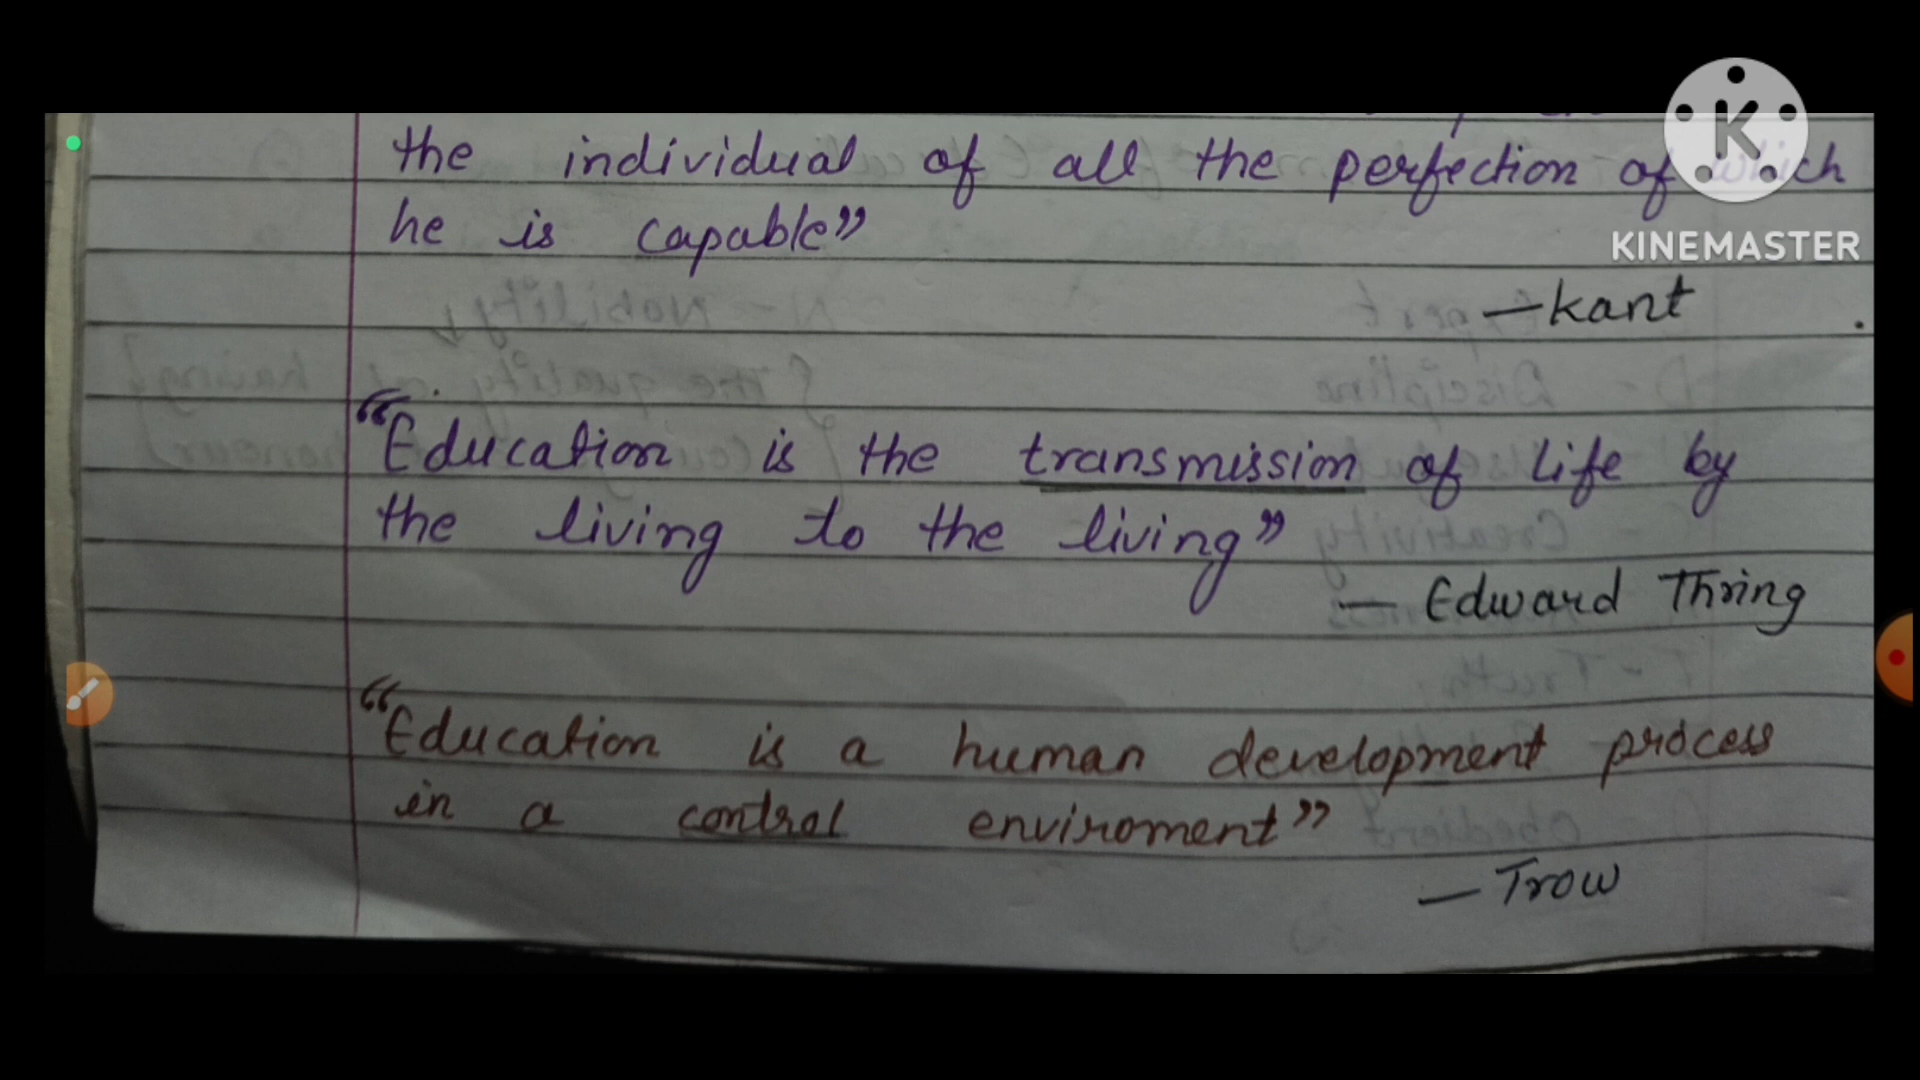 the individual of all the perfection of which
he is capable”
— Kant
“Education is the transmission of life by
the living to the living”
— Edward Thring
“Education is a human development process
in a control enviroment”
— Trow
KINEMASTER